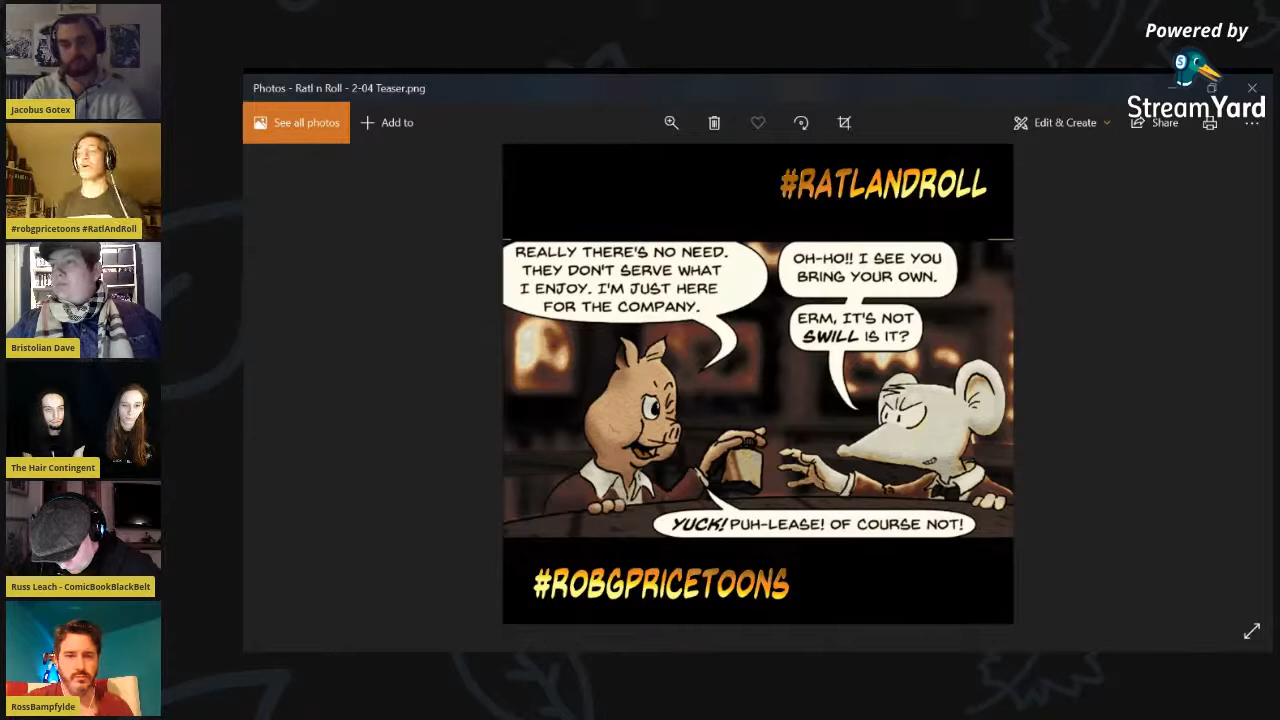 Powered by
StreamYard
Jacobus Gotex
#robgpricetoons #RatlAndRoll
Bristolian Dave
The Hair Contingent
Russ Leach - ComicBookBlackBelt
RossBampfylde
Photos - Ratl n Roll - 2-04 Teaser.png
See all photos
Add to
Edit & Create
Share
#RATLANDROLL
REALLY THERE'S NO NEED.
THEY DON'T SERVE WHAT
I ENJOY. I'M JUST HERE
FOR THE COMPANY.
OH-HO!! I SEE YOU
BRING YOUR OWN.
ERM, IT'S NOT
SWILL IS IT?
YUCK! PUH-LEASE! OF COURSE NOT!
#ROBGPRICETOONS